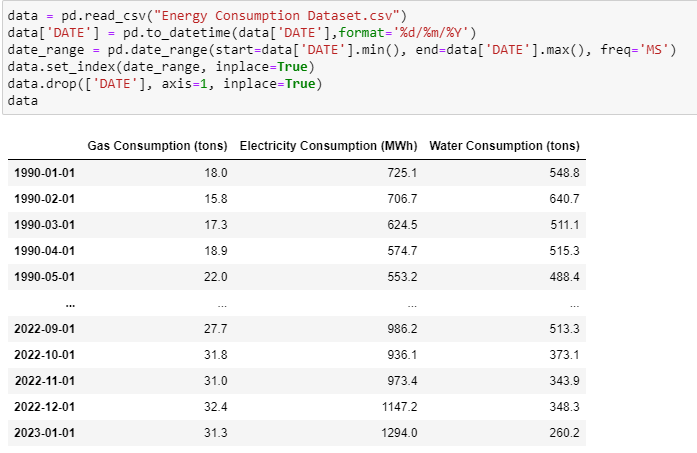 data = pd.read_csv("Energy Consumption Dataset.csv")
data['DATE'] = pd.to_datetime(data['DATE'],format='%d/%m/%Y')
date_range = pd.date_range(start=data['DATE'].min(), end=data['DATE'].max(), freq='MS')
data.set_index(date_range, inplace=True)
data.drop(['DATE'], axis=1, inplace=True)
data
Gas Consumption (tons) Electricity Consumption (MWh) Water Consumption (tons)
1990-01-01 18.0 725.1 548.8
1990-02-01 15.8 706.7 640.7
1990-03-01 17.3 624.5 511.1
1990-04-01 18.9 574.7 515.3
1990-05-01 22.0 553.2 488.4
... ... ... ...
2022-09-01 27.7 986.2 513.3
2022-10-01 31.8 936.1 373.1
2022-11-01 31.0 973.4 343.9
2022-12-01 32.4 1147.2 348.3
2023-01-01 31.3 1294.0 260.2